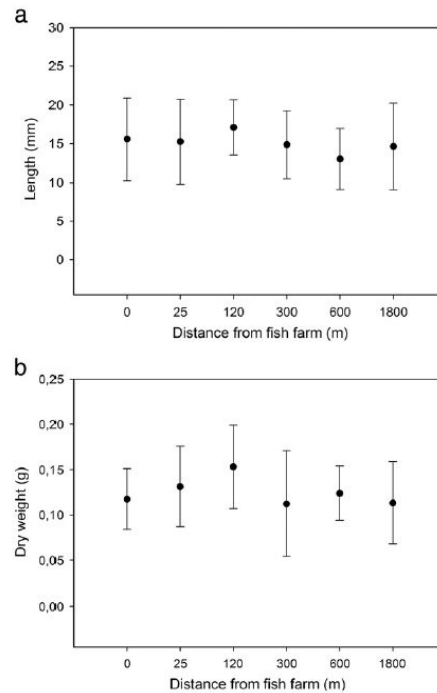 a
30
25
20
15
10
5
0
Length (mm)
0 25 120 300 600 1800
Distance from fish farm (m)
b
0,25
0,20
0,15
0,10
0,05
0,00
Dry weight (g)
0 25 120 300 600 1800
Distance from fish farm (m)